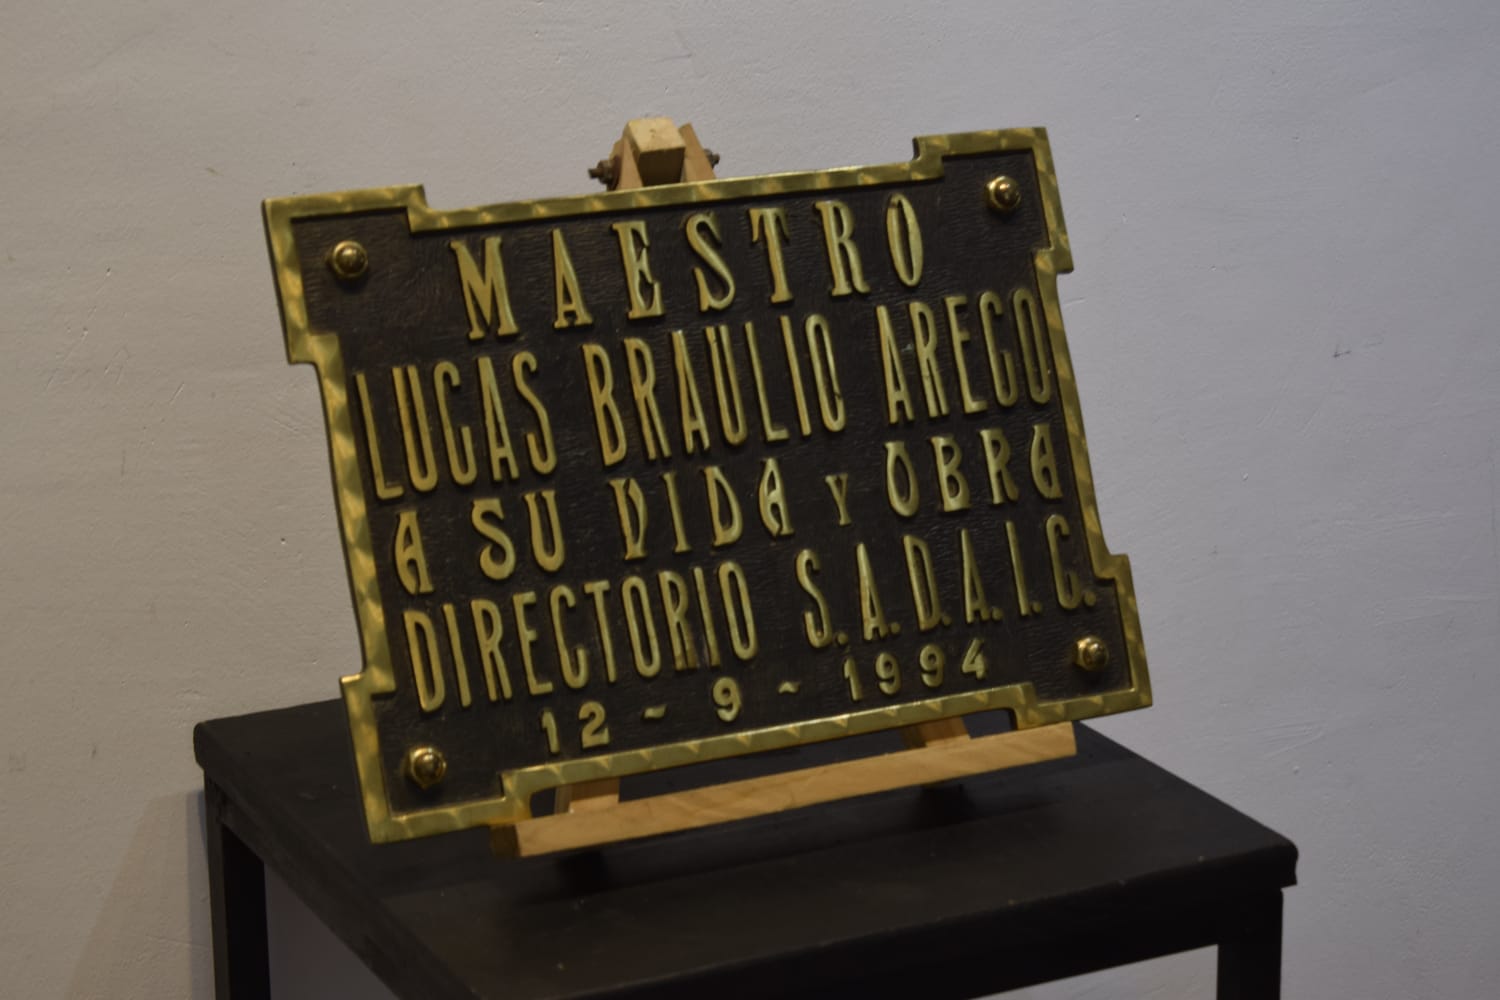 MAESTRO
LUCAS BRAULIO AREGO
A SU VIDA Y OBRA
DIRECTORIO S.A.D.A.I.C.
12-9-1994